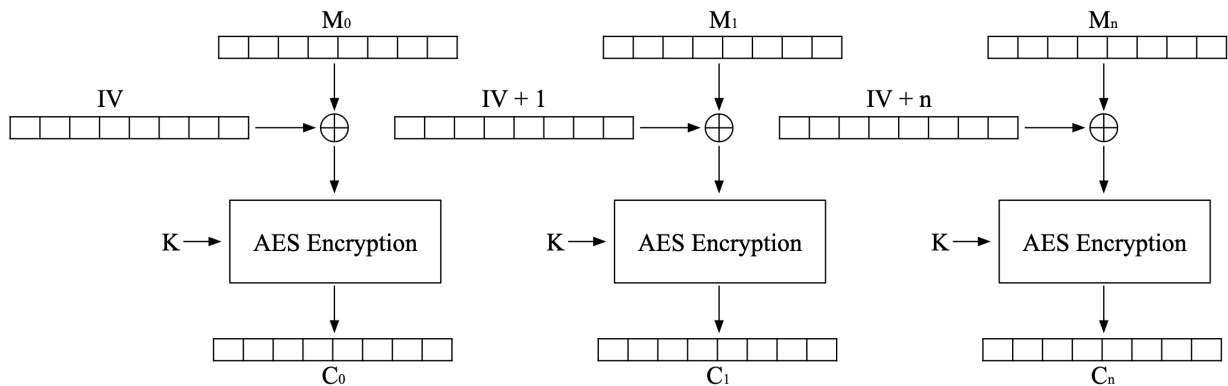 M₀ M₁ Mₙ
IV IV + 1 IV + n
K AES Encryption K AES Encryption K AES Encryption
C₀ C₁ Cₙ